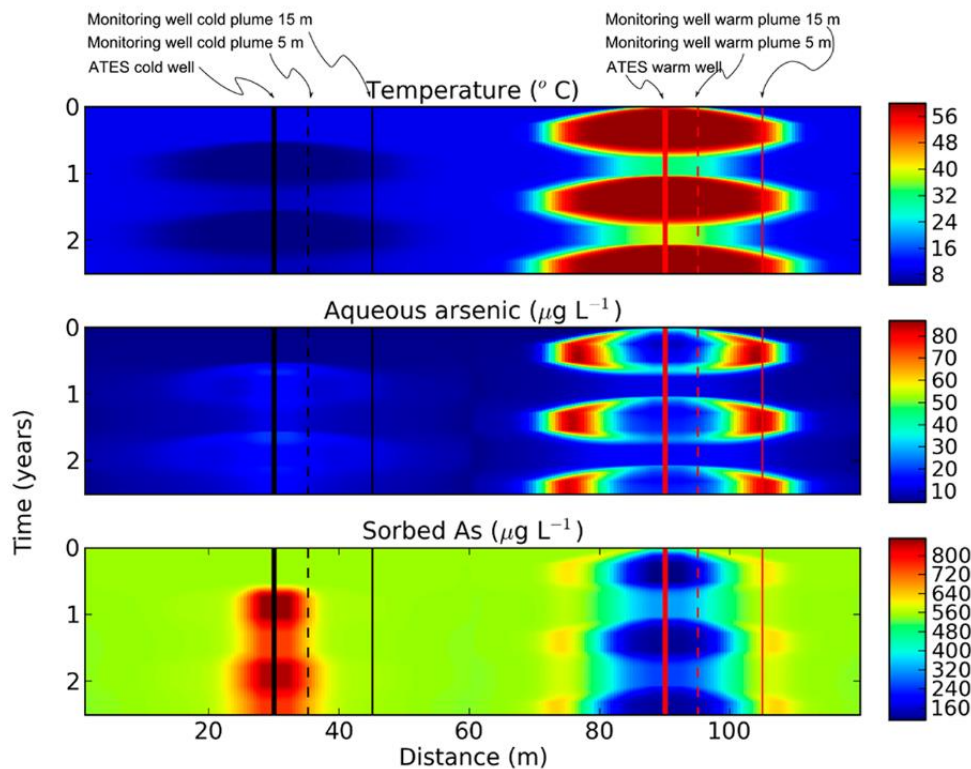 Monitoring well cold plume 15 m
Monitoring well cold plume 5 m
ATES cold well
Monitoring well warm plume 15 m
Monitoring well warm plume 5 m
ATES warm well
Temperature (° C)
0
1
2
56
48
40
32
24
16
8
Aqueous arsenic (μg L⁻¹)
0
1
2
80
70
60
50
40
30
20
10
Time (years)
Sorbed As (μg L⁻¹)
0
1
2
800
720
640
560
480
400
320
240
160
20 40 60 80 100
Distance (m)